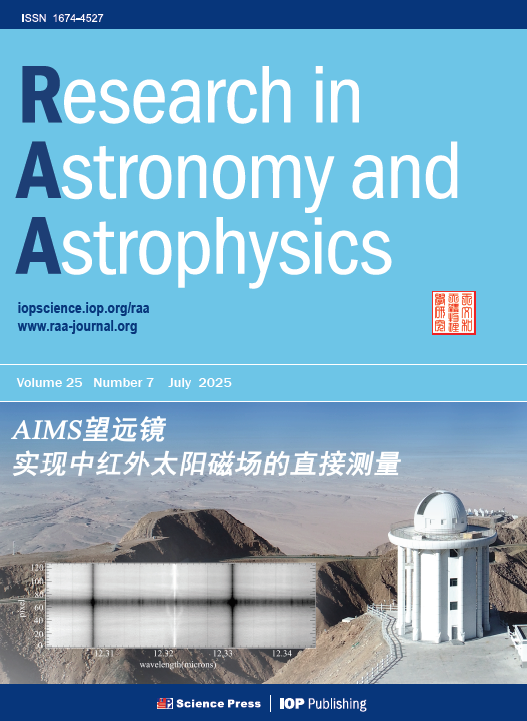 ISSN 1674-4527
Research in
Astronomy and
Astrophysics
iopscience.iop.org/raa
www.raa-journal.org
Volume 25 Number 7 July 2025
AIMS望远镜
实现中红外太阳磁场的直接测量
120
100
80
60
40
20
0
pixel
12.31 12.32 12.33 12.34
wavelength(microns)
Science Press IOP Publishing